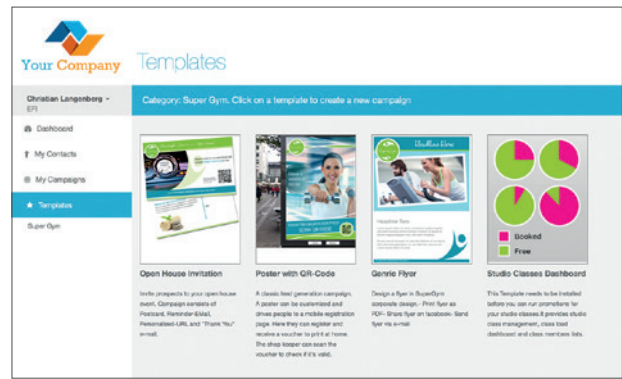 Your Company
Templates
Christian Langenberg
EFI
Category: Super Gym. Click on a template to create a new campaign
Dashboard
My Contacts
My Campaigns
Templates
Super Gym
Headline Here
Headline Two
Booked
Free
Open House Invitation
Invite prospects to your open house
event. Campaign consists of
Postcard, Reminder-EMail,
Personalised-URL and "Thank You"
e-mail.
Poster with QR-Code
A classic lead generation campaign.
A poster can be customized and
drives people to a mobile registration
page. Here they can register and
receive a voucher to print at home.
The shop keeper can scan the
voucher to check if it's valid.
Genrie Flyer
Design a flyer in SuperGym
corporate design.- Print flyer as
PDF- Share flyer on facebook- Send
flyer via e-mail
Studio Classes Dashboard
This Template needs to be installed
before you can run promotions for
your studio classes it provides studio
class management, class load
dashboard and class members lists.